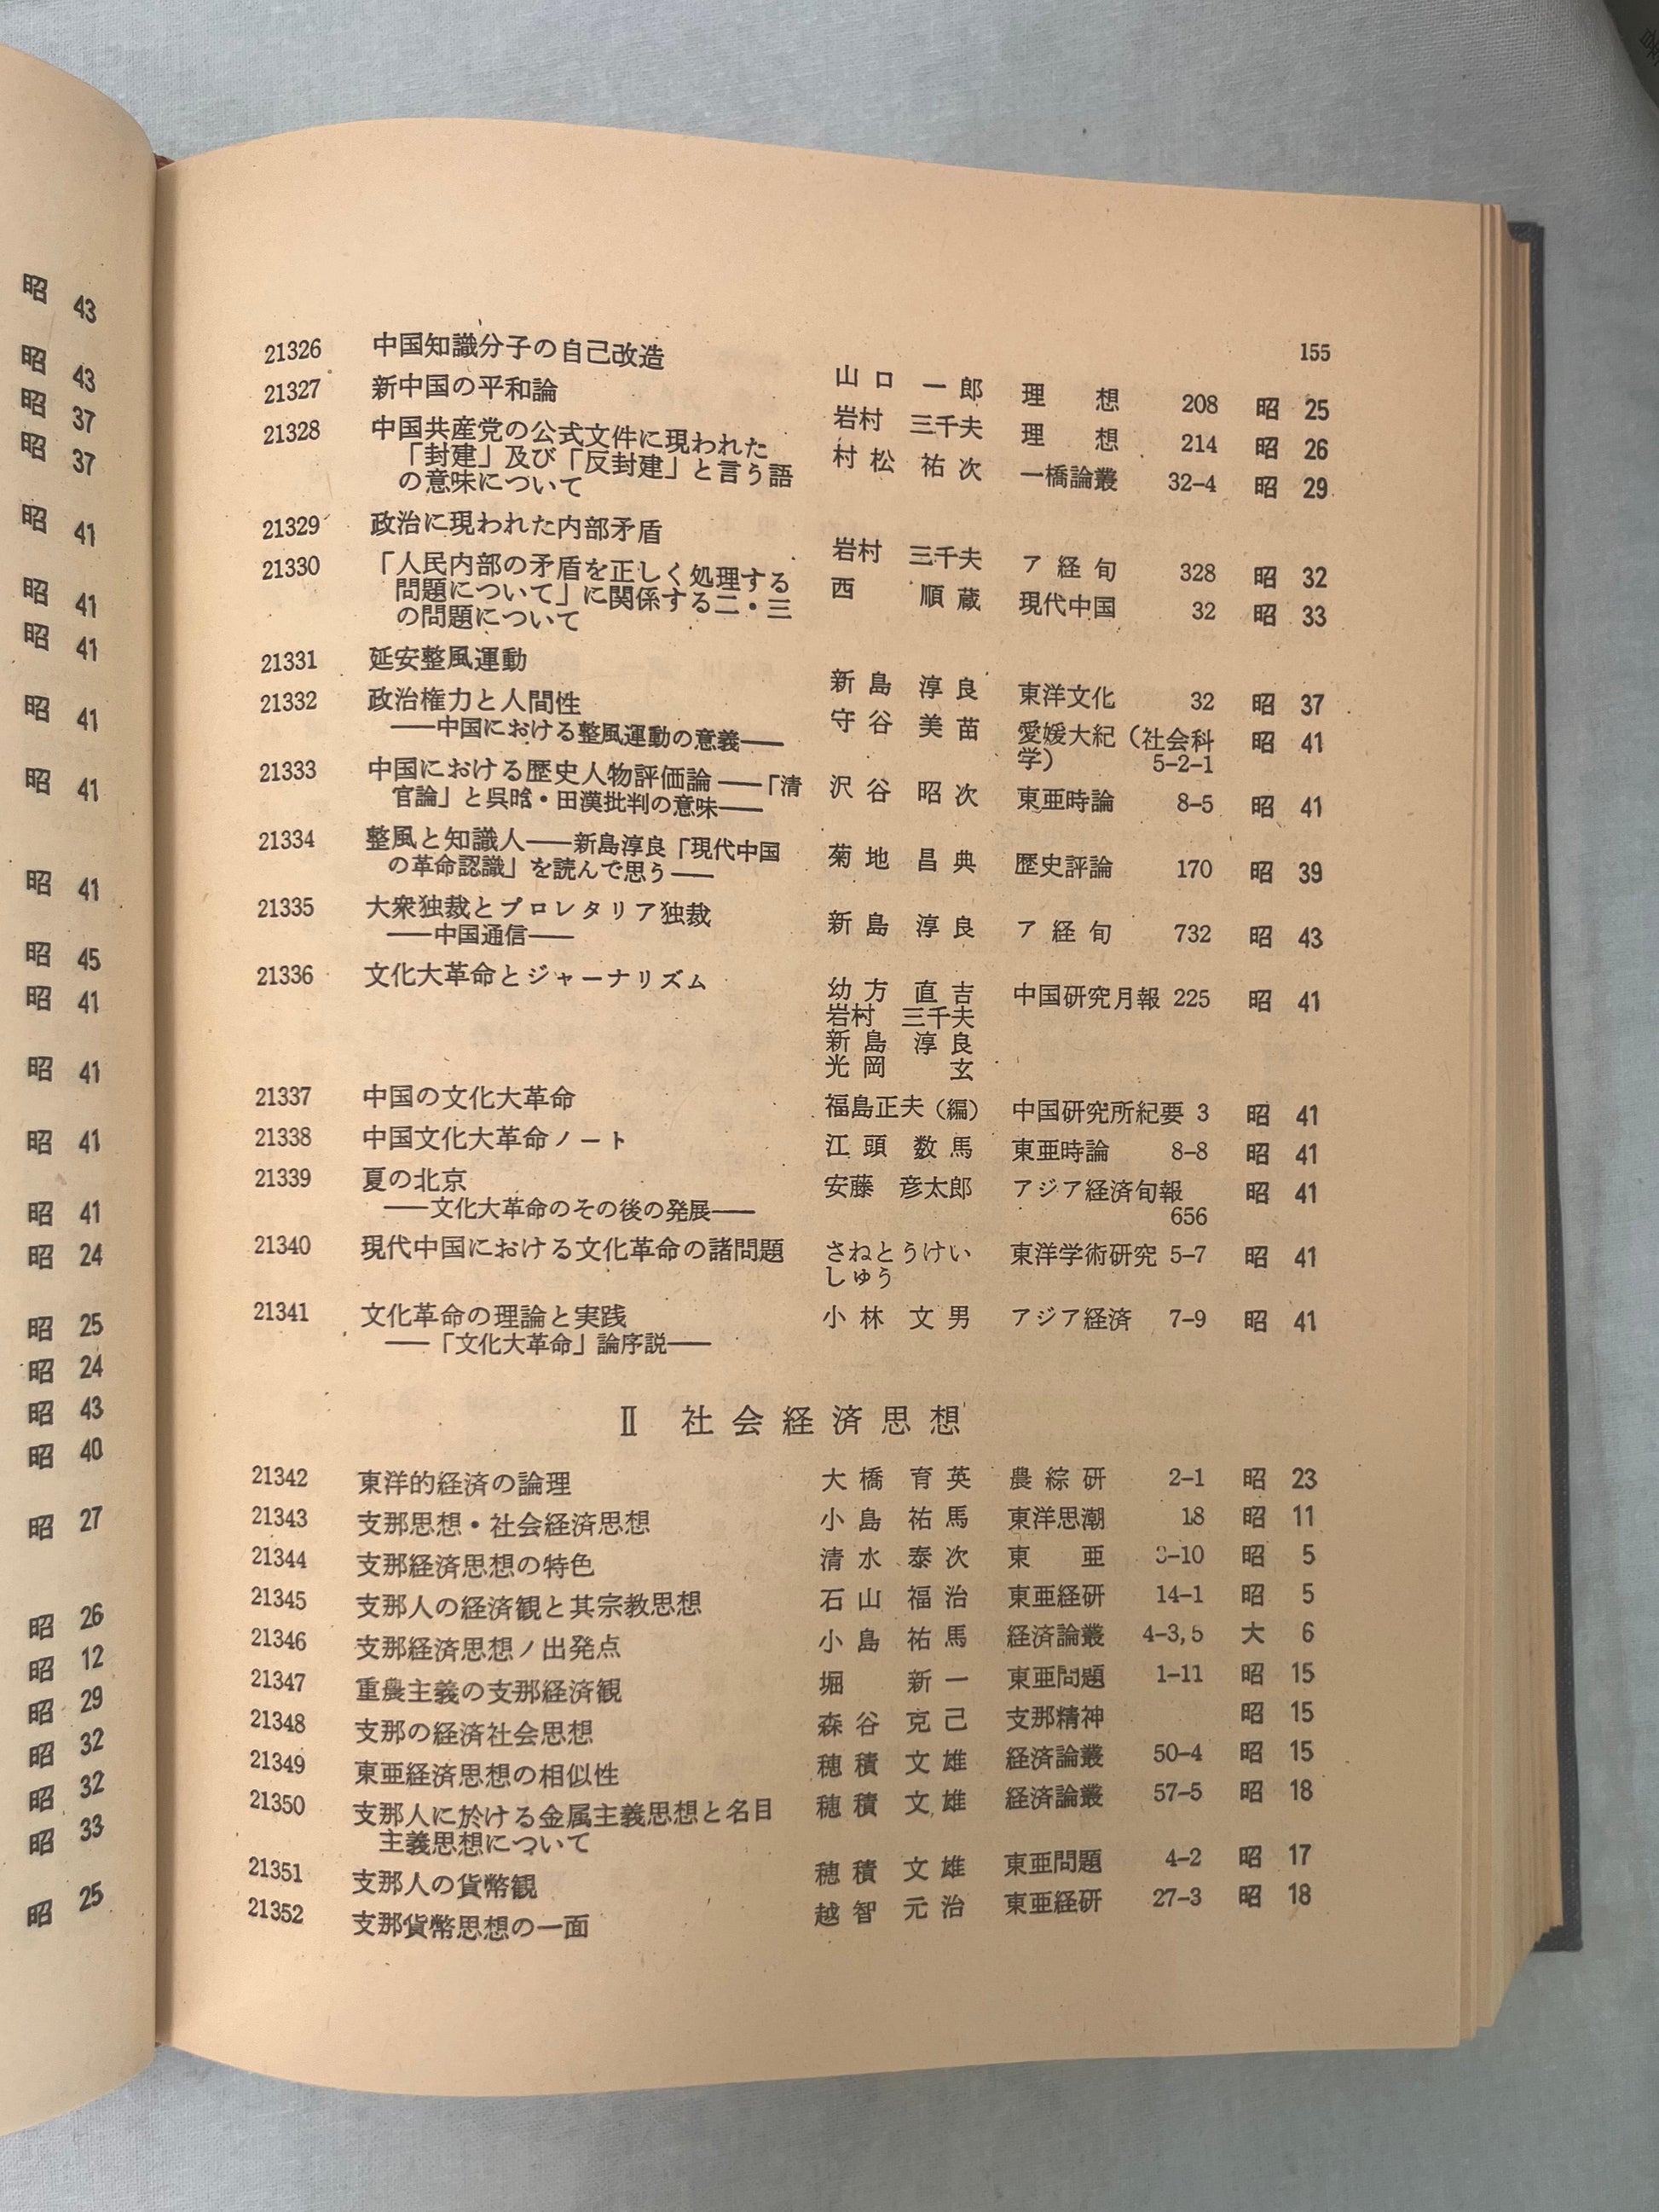 昭 43
昭 43
昭 37
昭 37
昭 41
昭 41
昭 41
昭 41
昭 41
昭 41
昭 45
昭 41
昭 41
昭 41
昭 41
昭 24
昭 25
昭 24
昭 43
昭 40
昭 27
昭 26
昭 12
昭 29
昭 32
昭 32
昭 33
昭 25
155
21326 中国知識分子の自己改造 山口 一郎 理想 208 昭 25
21327 新中国の平和論 岩村 三千夫 理想 214 昭 26
21328 中国共産党の公式文件に現われた 村松 祐次 一橋論叢 32-4 昭 29
「封建」及び「反封建」と言う語
の意味について
21329 政治に現われた内部矛盾 岩村 三千夫 ア経旬 328 昭 32
21330 「人民内部の矛盾を正しく処理する 西 順蔵 現代中国 32 昭 33
問題について」に関係する二・三
の問題について
21331 延安整風運動 新島 淳良 東洋文化 32 昭 37
21332 政治権力と人間性 守谷 美苗 愛媛大紀（社会科 昭 41
——中国における整風運動の意義—— 学） 5-2-1
21333 中国における歴史人物評価論——「清 沢谷 昭次 東亜時論 8-5 昭 41
官論」と呉晗・田漢批判の意味——
21334 整風と知識人——新島淳良「現代中国 菊地 昌典 歴史評論 170 昭 39
の革命認識」を読んで思う——
21335 大衆独裁とプロレタリア独裁 新島 淳良 ア経旬 732 昭 43
——中国通信——
21336 文化大革命とジャーナリズム 幼方 直吉 中国研究月報 225 昭 41
岩村 三千夫
新島 淳良
光岡 玄
21337 中国の文化大革命 福島正夫（編） 中国研究所紀要 3 昭 41
21338 中国文化大革命ノート 江頭 数馬 東亜時論 8-8 昭 41
21339 夏の北京 安藤 彦太郎 アジア経済旬報 昭 41
——文化大革命のその後の発展—— 656
21340 現代中国における文化革命の諸問題 さねとうけい 東洋学術研究 5-7 昭 41
しゅう
21341 文化革命の理論と実践 小林 文男 アジア経済 7-9 昭 41
——「文化大革命」論序説——
Ⅱ 社会経済思想
21342 東洋的経済の論理 大橋 育英 農綜研 2-1 昭 23
21343 支那思想・社会経済思想 小島 祐馬 東洋思潮 18 昭 11
21344 支那経済思想の特色 清水 泰次 東亜 -10 昭 5
21345 支那人の経済観と其宗教思想 石山 福治 東亜経研 14-1 昭 5
21346 支那経済思想ノ出発点 小島 祐馬 経済論叢 4-3,5 大 6
21347 重農主義の支那経済観 堀 新一 東亜問題 1-11 昭 15
21348 支那の経済社会思想 森谷 克己 支那精神 昭 15
21349 東亜経済思想の相似性 穂積 文雄 経済論叢 50-4 昭 15
21350 支那人に於ける金属主義思想と名目 穂積 文雄 経済論叢 57-5 昭 18
主義思想について
21351 支那人の貨幣観 穂積 文雄 東亜問題 4-2 昭 17
21352 支那貨幣思想の一面 越智 元治 東亜経研 27-3 昭 18